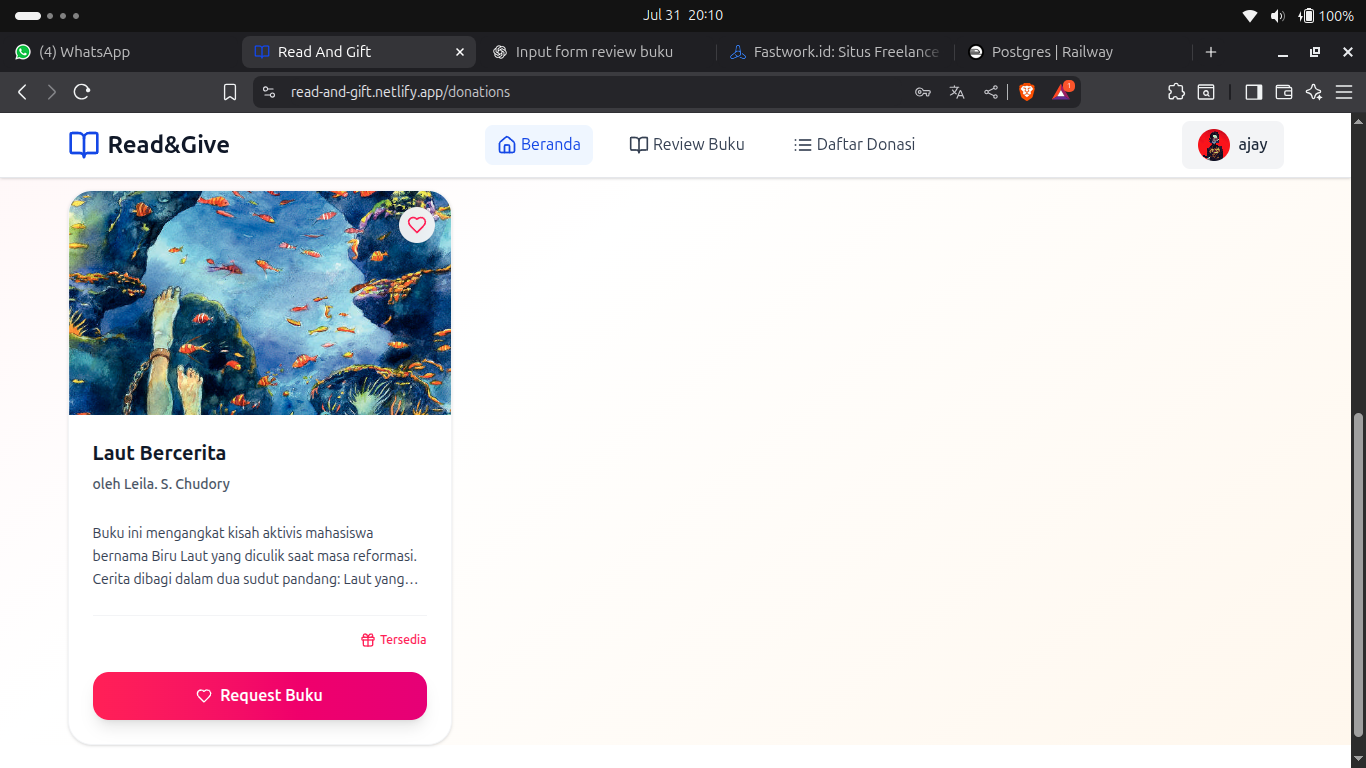 Jul 31 20:10
100%
(4) WhatsApp
Read And Gift
Input form review buku
Fastwork.id: Situs Freelance
Postgres | Railway
read-and-gift.netlify.app/donations
1
Read&Give
Beranda
Review Buku
Daftar Donasi
ajay
Laut Bercerita
oleh Leila. S. Chudory
Buku ini mengangkat kisah aktivis mahasiswa
bernama Biru Laut yang diculik saat masa reformasi.
Cerita dibagi dalam dua sudut pandang: Laut yang…
Tersedia
Request Buku